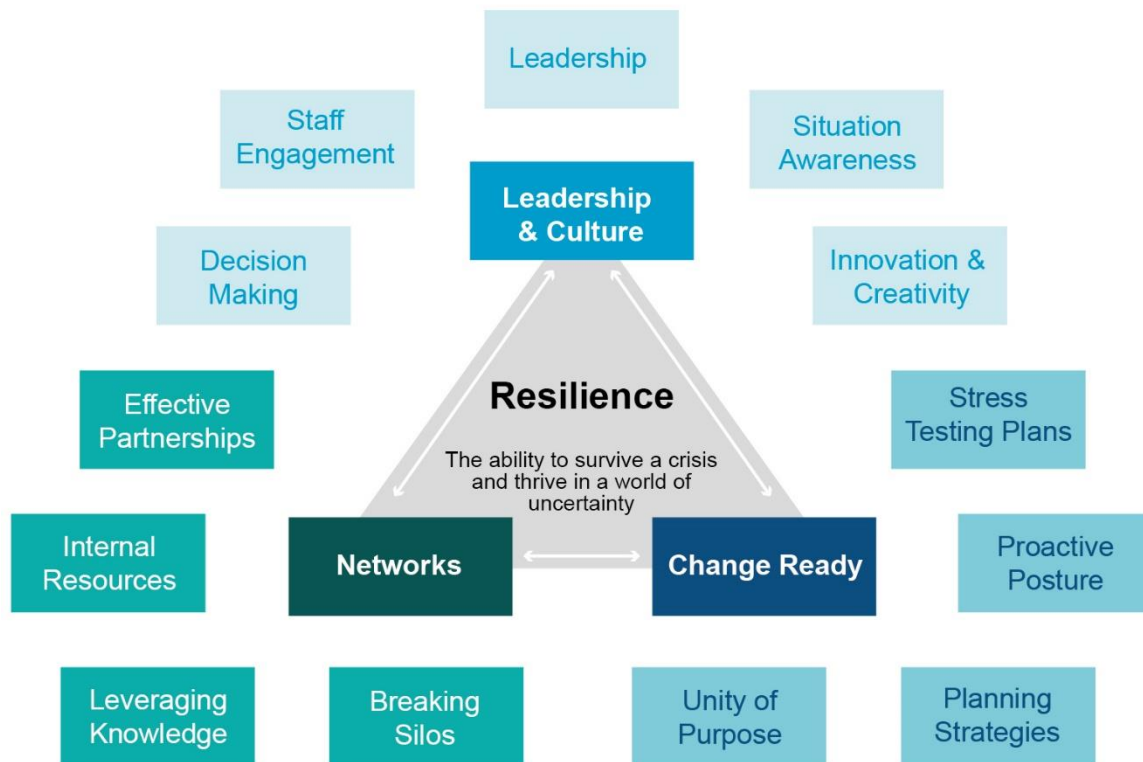 Leadership
Staff
Engagement
Situation
Awareness
Leadership
& Culture
Decision
Making
Innovation &
Creativity
Effective
Partnerships
Resilience
The ability to survive a crisis
and thrive in a world of
uncertainty
Stress
Testing Plans
Internal
Resources
Networks
Change Ready
Proactive
Posture
Leveraging
Knowledge
Breaking
Silos
Unity of
Purpose
Planning
Strategies